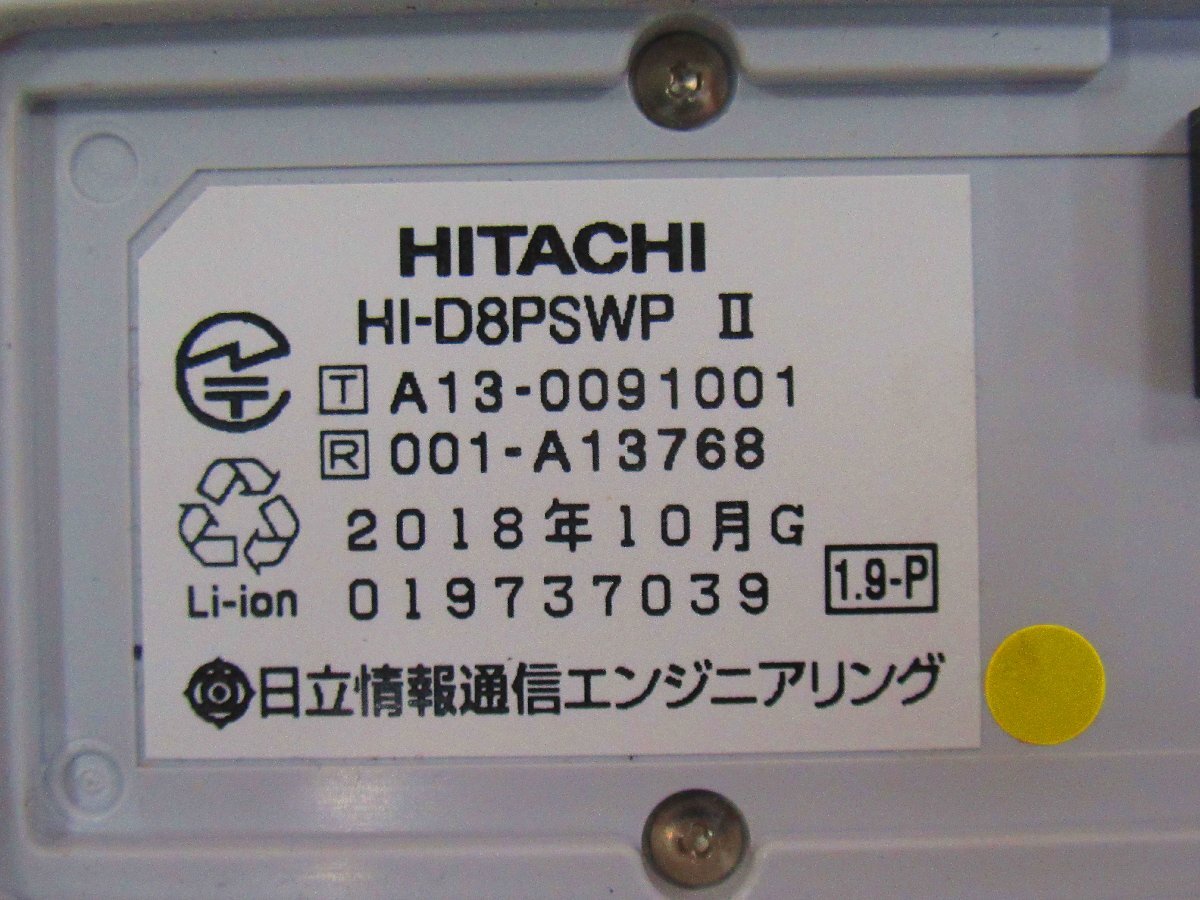 HITACHI
HI-D8PSWP Ⅱ
T A13-0091001
R 001-A13768
2018年10月G
019737039
1.9-P
Li-ion
日立情報通信エンジニアリング